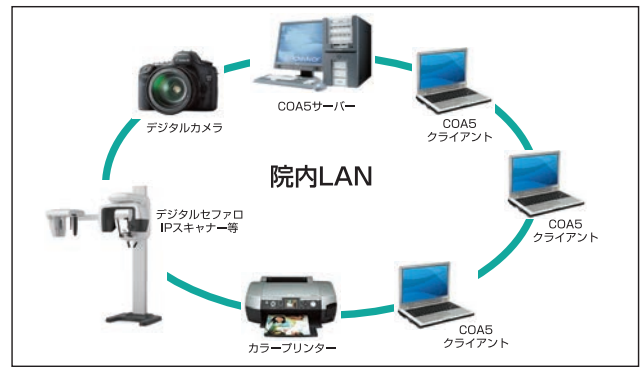 COA5サーバー
デジタルカメラ
COA5
クライアント
院内LAN
COA5
クライアント
デジタルセファロ
IPスキャナー等
COA5
クライアント
カラープリンター